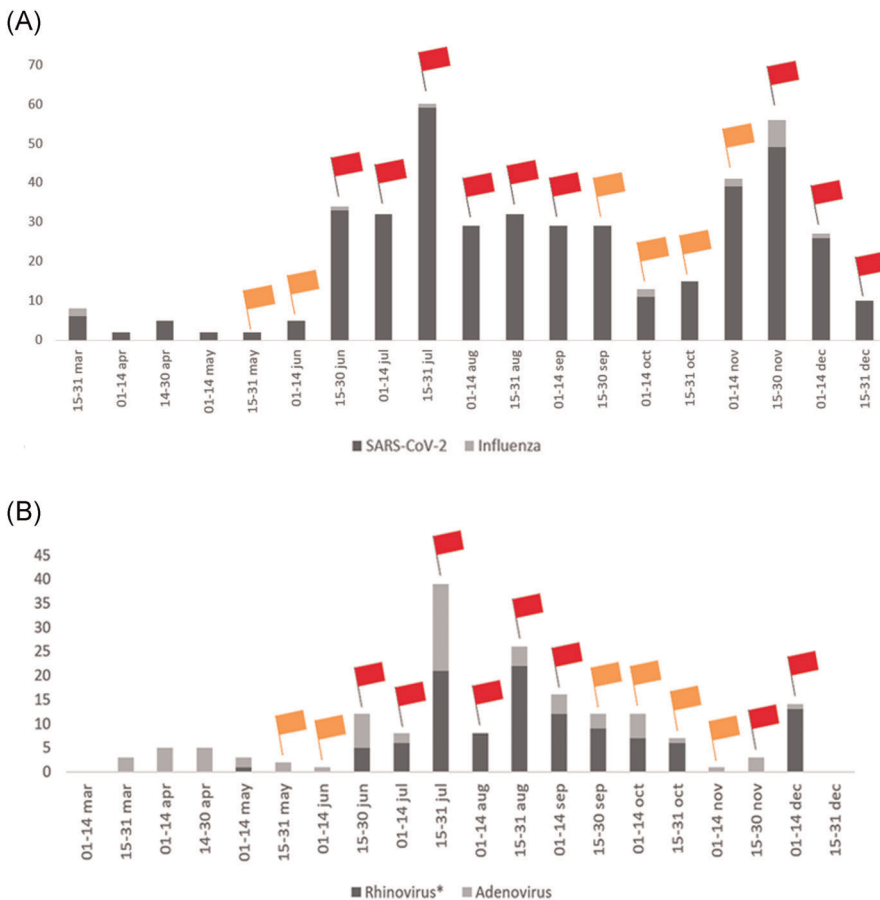 (A)
70
60
50
40
30
20
10
0
15-31 mar
01-14 apr
14-30 apr
01-14 may
15-31 may
01-14 jun
15-30 jun
01-14 jul
15-31 jul
01-14 aug
15-31 aug
01-14 sep
15-30 sep
01-14 oct
15-31 oct
01-14 nov
15-30 nov
01-14 dec
15-31 dec
SARS-CoV-2 Influenza
(B)
45
40
35
30
25
20
15
10
5
0
01-14 mar
15-31 mar
01-14 apr
14-30 apr
01-14 may
15-31 may
01-14 jun
15-30 jun
01-14 jul
15-31 jul
01-14 aug
15-31 aug
01-14 sep
15-30 sep
01-14 oct
15-31 oct
01-14 nov
15-30 nov
01-14 dec
15-31 dec
Rhinovirus* Adenovirus